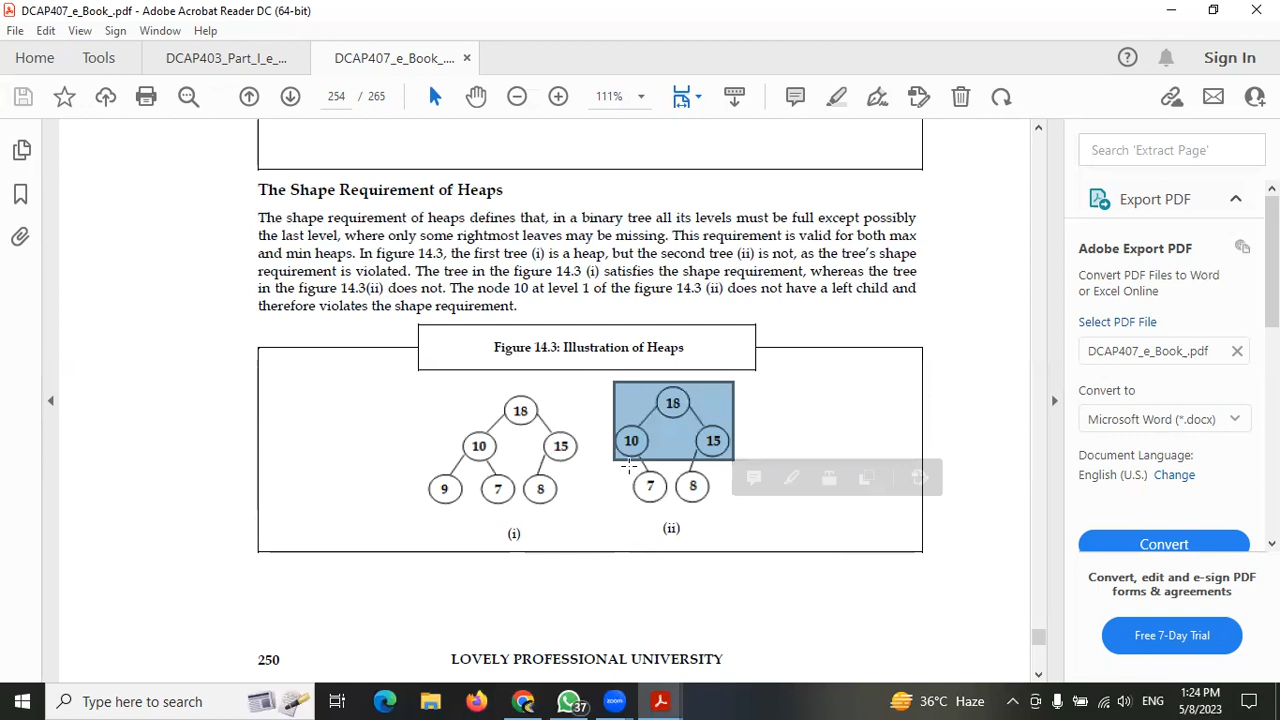 DCAP407_e_Book_.pdf - Adobe Acrobat Reader DC (64-bit)
File Edit View Sign Window Help
Home Tools DCAP403_Part_I_e_... DCAP407_e_Book_.... × Sign In
254 / 265 111%
The Shape Requirement of Heaps
The shape requirement of heaps defines that, in a binary tree all its levels must be full except possibly
the last level, where only some rightmost leaves may be missing. This requirement is valid for both max
and min heaps. In figure 14.3, the first tree (i) is a heap, but the second tree (ii) is not, as the tree's shape
requirement is violated. The tree in the figure 14.3 (i) satisfies the shape requirement, whereas the tree
in the figure 14.3(ii) does not. The node 10 at level 1 of the figure 14.3 (ii) does not have a left child and
therefore violates the shape requirement.
Figure 14.3: Illustration of Heaps
18
10 15
9 7 8
(i)
18
10 15
7 8
(ii)
250 LOVELY PROFESSIONAL UNIVERSITY
Search 'Extract Page'
Export PDF
Adobe Export PDF
Convert PDF Files to Word
or Excel Online
Select PDF File
DCAP407_e_Book_.pdf
Convert to
Microsoft Word (*.docx)
Document Language:
English (U.S.) Change
Convert
Convert, edit and e-sign PDF
forms & agreements
Free 7-Day Trial
Type here to search
37
zoom
36°C Haze
ENG
1:24 PM
5/8/2023